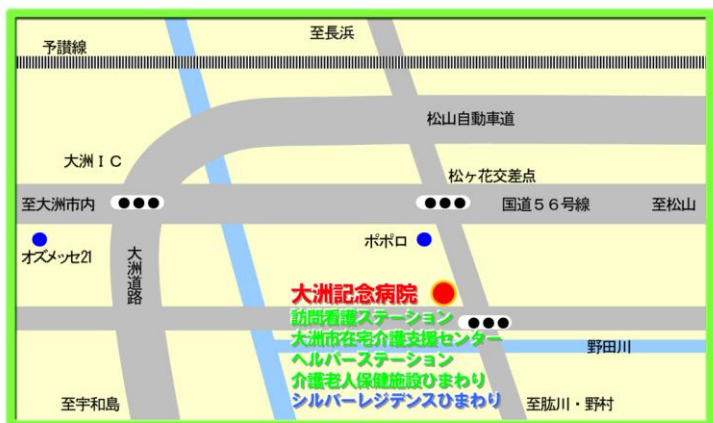 至長浜
予讃線
松山自動車道
大洲ＩＣ
松ヶ花交差点
至大洲市内
国道５６号線
至松山
オズメッセ21
大洲道路
ポポロ
大洲記念病院
訪問看護ステーション
大洲市在宅介護支援センター
ヘルパーステーション
介護老人保健施設ひまわり
シルバーレジデンスひまわり
野田川
至宇和島
至肱川・野村